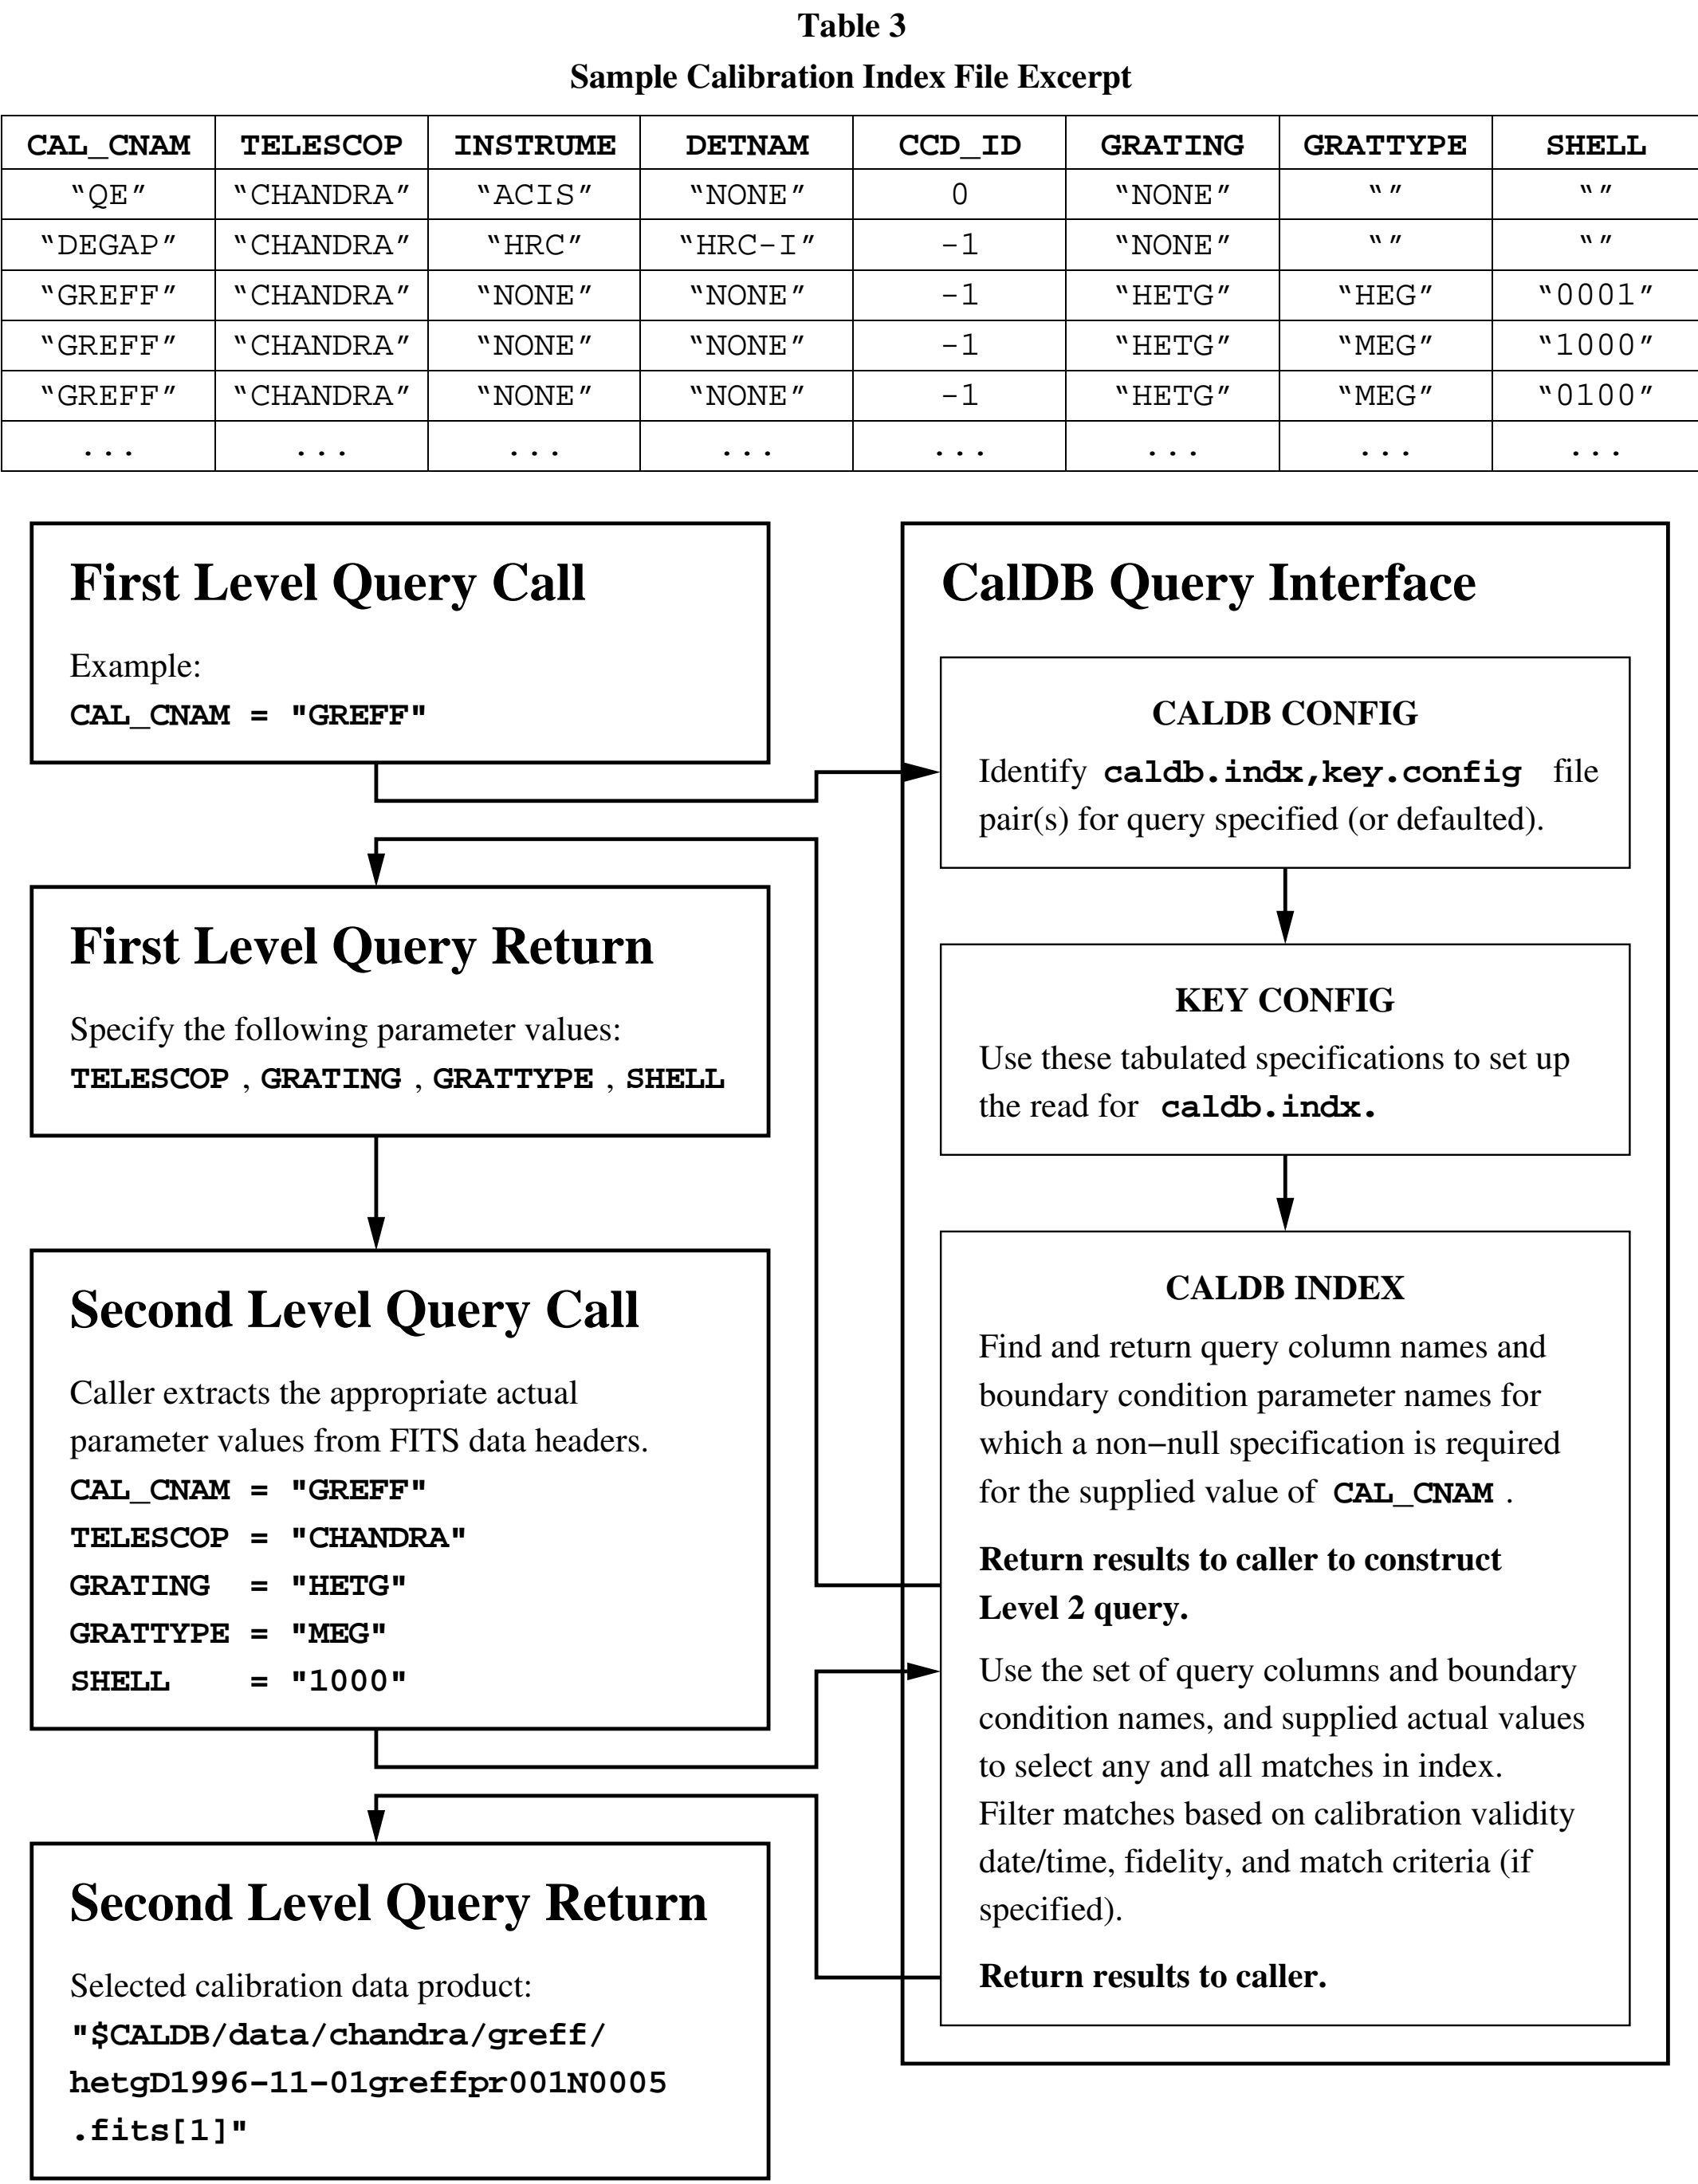 Table 3
Sample Calibration Index File Excerpt
CAL_CNAM TELESCOP INSTRUME DETNAM CCD_ID GRATING GRATTYPE SHELL
“QE” “CHANDRA” “ACIS” “NONE” 0 “NONE” “” “”
“DEGAP” “CHANDRA” “HRC” “HRC-I” -1 “NONE” “” “”
“GREFF” “CHANDRA” “NONE” “NONE” -1 “HETG” “HEG” “0001”
“GREFF” “CHANDRA” “NONE” “NONE” -1 “HETG” “MEG” “1000”
“GREFF” “CHANDRA” “NONE” “NONE” -1 “HETG” “MEG” “0100”
... ... ... ... ... ... ... ...
First Level Query Call
Example:
CAL_CNAM = "GREFF"
First Level Query Return
Specify the following parameter values:
TELESCOP , GRATING , GRATTYPE , SHELL
Second Level Query Call
Caller extracts the appropriate actual
parameter values from FITS data headers.
CAL_CNAM = "GREFF"
TELESCOP = "CHANDRA"
GRATING = "HETG"
GRATTYPE = "MEG"
SHELL = "1000"
Second Level Query Return
Selected calibration data product:
"$CALDB/data/chandra/greff/
hetgD1996-11-01greffpr001N0005
.fits[1]"
CalDB Query Interface
CALDB CONFIG
Identify caldb.indx,key.config file
pair(s) for query specified (or defaulted).
KEY CONFIG
Use these tabulated specifications to set up
the read for caldb.indx.
CALDB INDEX
Find and return query column names and
boundary condition parameter names for
which a non−null specification is required
for the supplied value of CAL_CNAM .
Return results to caller to construct
Level 2 query.
Use the set of query columns and boundary
condition names, and supplied actual values
to select any and all matches in index.
Filter matches based on calibration validity
date/time, fidelity, and match criteria (if
specified).
Return results to caller.